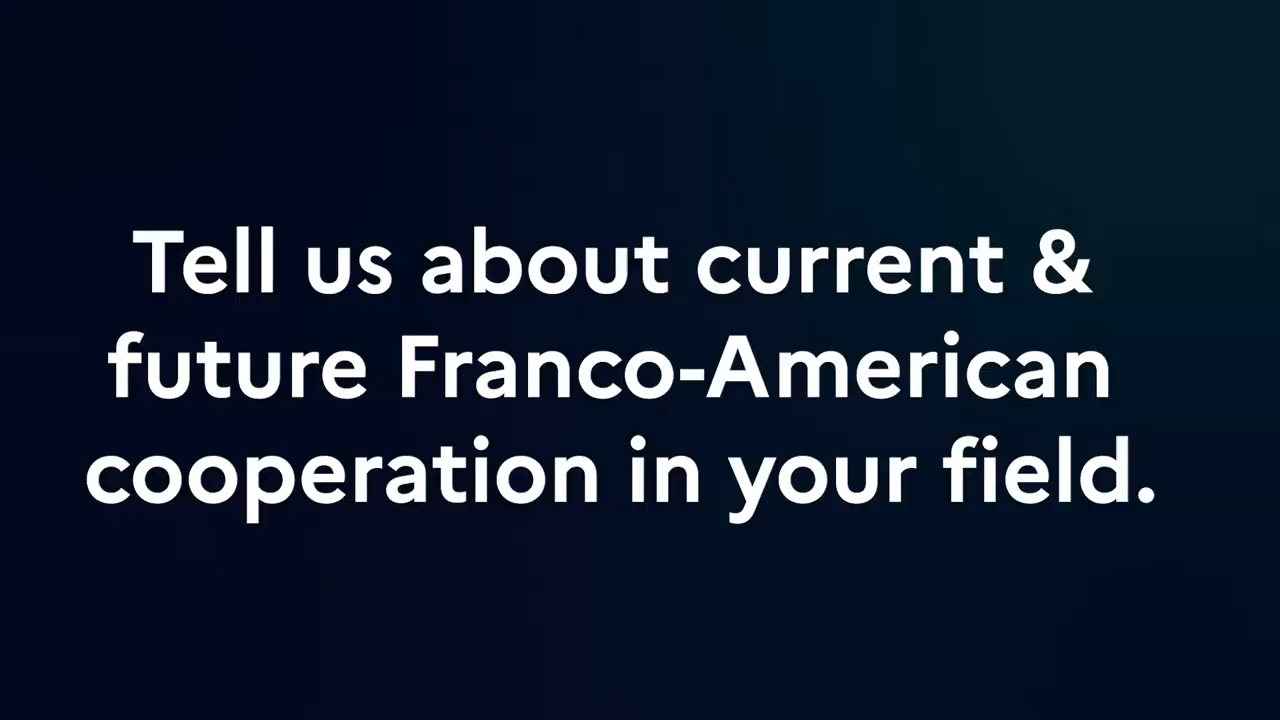 Tell us about current &
future Franco-American
cooperation in your field.